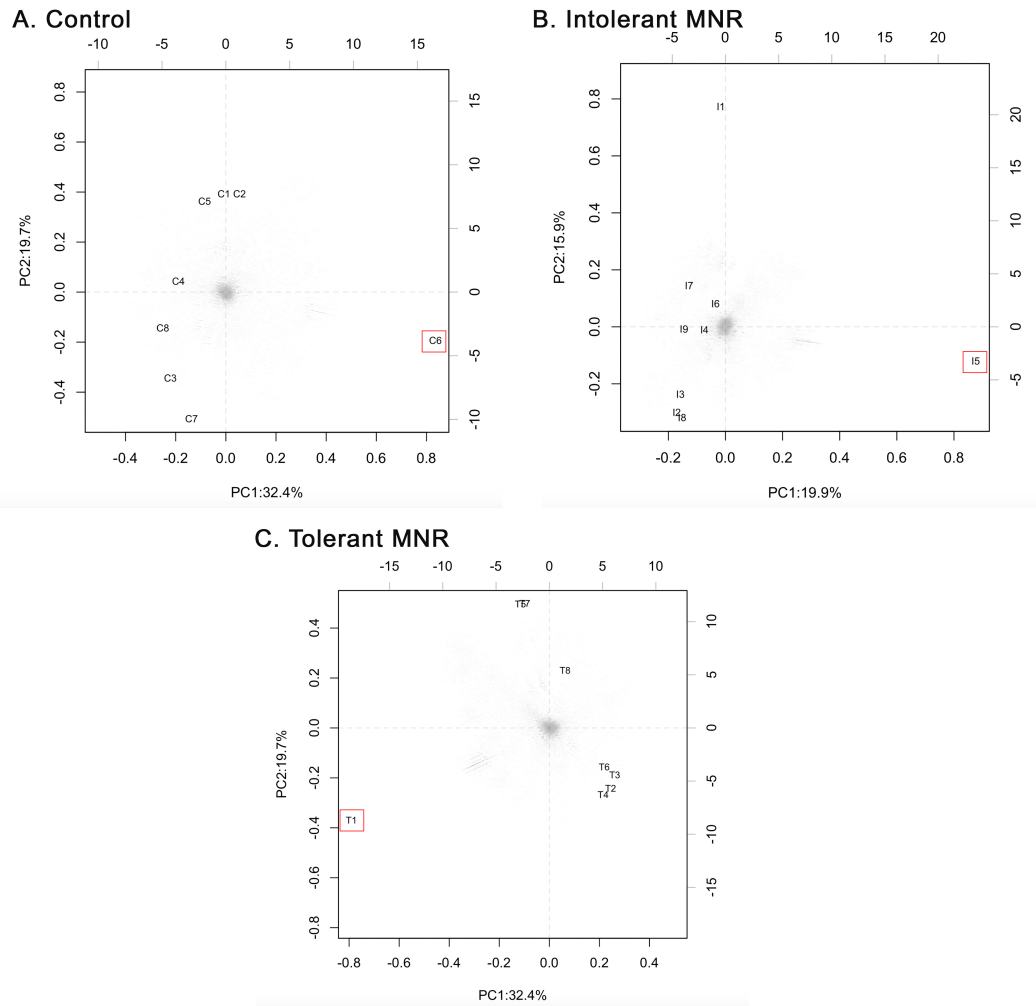 A. Control
-10 -5 0 5 10 15
0.8 0.6 0.4 0.2 0.0 -0.2 -0.4
PC2:19.7%
C1 C2
C5
C4
C8
C6
C3
C7
15 10 5 0 -5 -10
-0.4 -0.2 0.0 0.2 0.4 0.6 0.8
PC1:32.4%
B. Intolerant MNR
-5 0 5 10 15 20
0.8 0.6 0.4 0.2 0.0 -0.2
PC2:15.9%
I1
I7
I6
I9 I4
I5
I3
I2
I8
20 15 10 5 0 -5
-0.2 0.0 0.2 0.4 0.6 0.8
PC1:19.9%
C. Tolerant MNR
-15 -10 -5 0 5 10
0.4 0.2 0.0 -0.2 -0.4 -0.6 -0.8
PC2:19.7%
T7
T8
T6
T3
T2
T4
T1
10 5 0 -5 -10 -15
-0.8 -0.6 -0.4 -0.2 0.0 0.2 0.4
PC1:32.4%